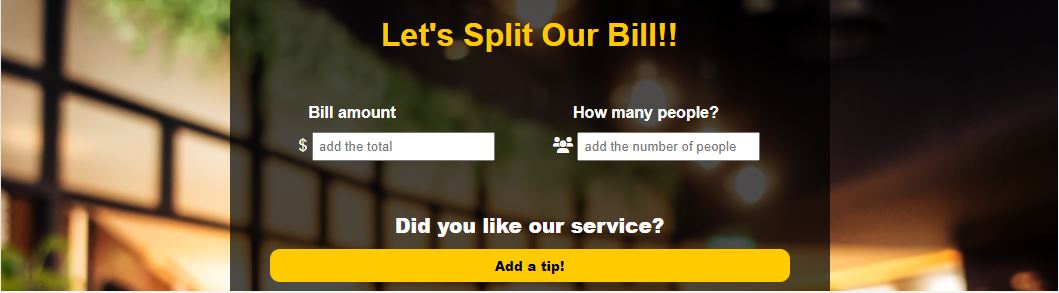 Let's Split Our Bill!!
Bill amount
How many people?
$ add the total
add the number of people
Did you like our service?
Add a tip!